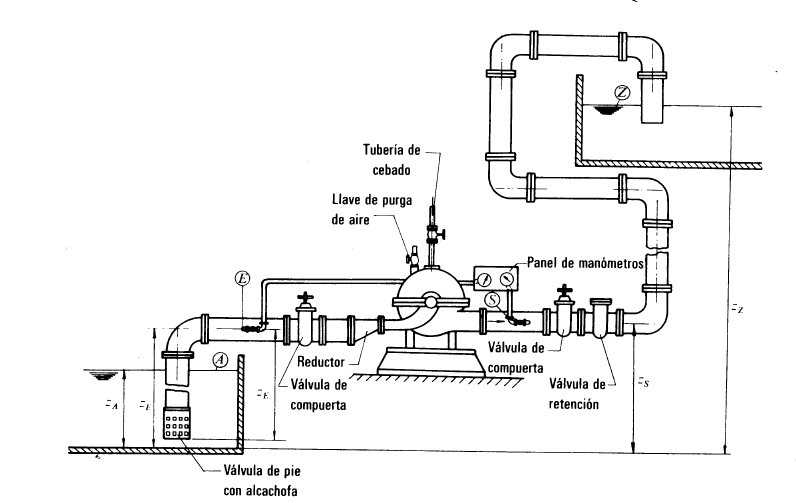 Z
Tubería de
cebado
Llave de purga
de aire
Panel de manómetros
E
S
z_Z
Reductor
Válvula de
compuerta
Válvula de
compuerta
Válvula de
retención
A
z_A
z_E
z_E
z_S
Válvula de pie
con alcachofa